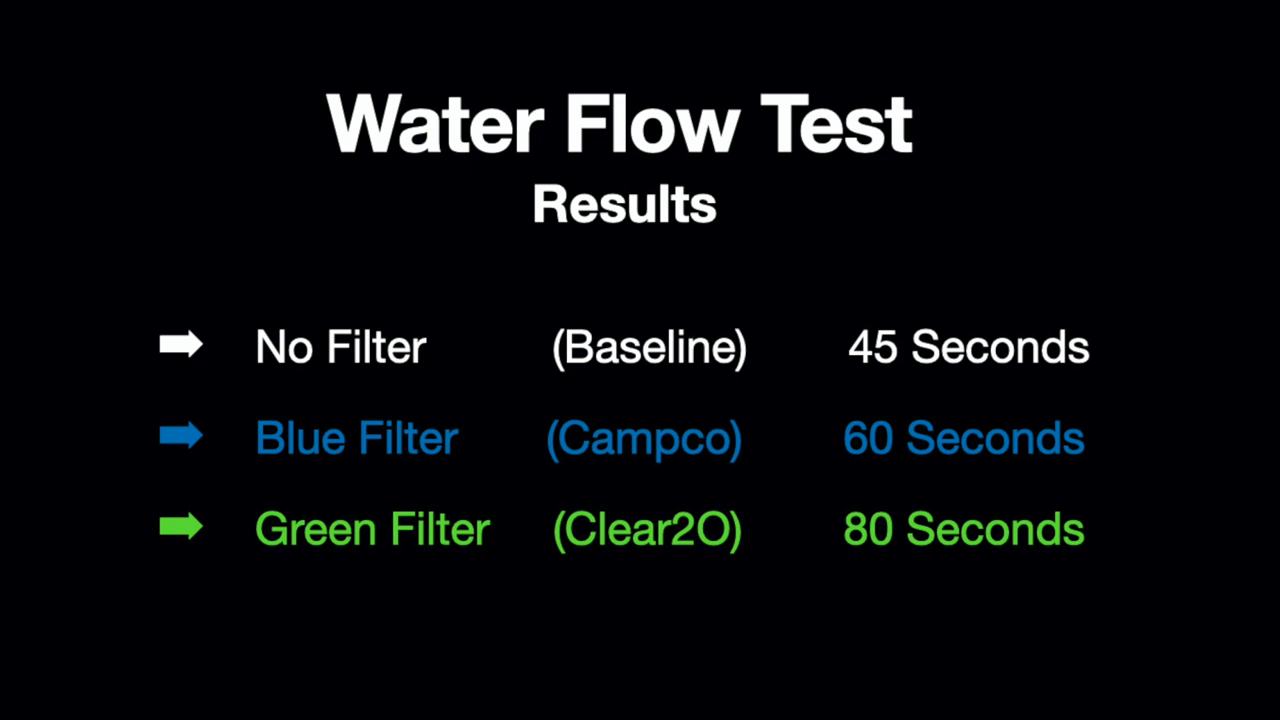 Water Flow Test
Results
No Filter (Baseline) 45 Seconds
Blue Filter (Campco) 60 Seconds
Green Filter (Clear2O) 80 Seconds